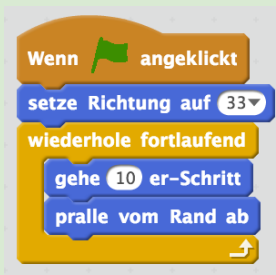 Wenn angeklickt
setze Richtung auf 33
wiederhole fortlaufend
gehe 10 er-Schritt
pralle vom Rand ab